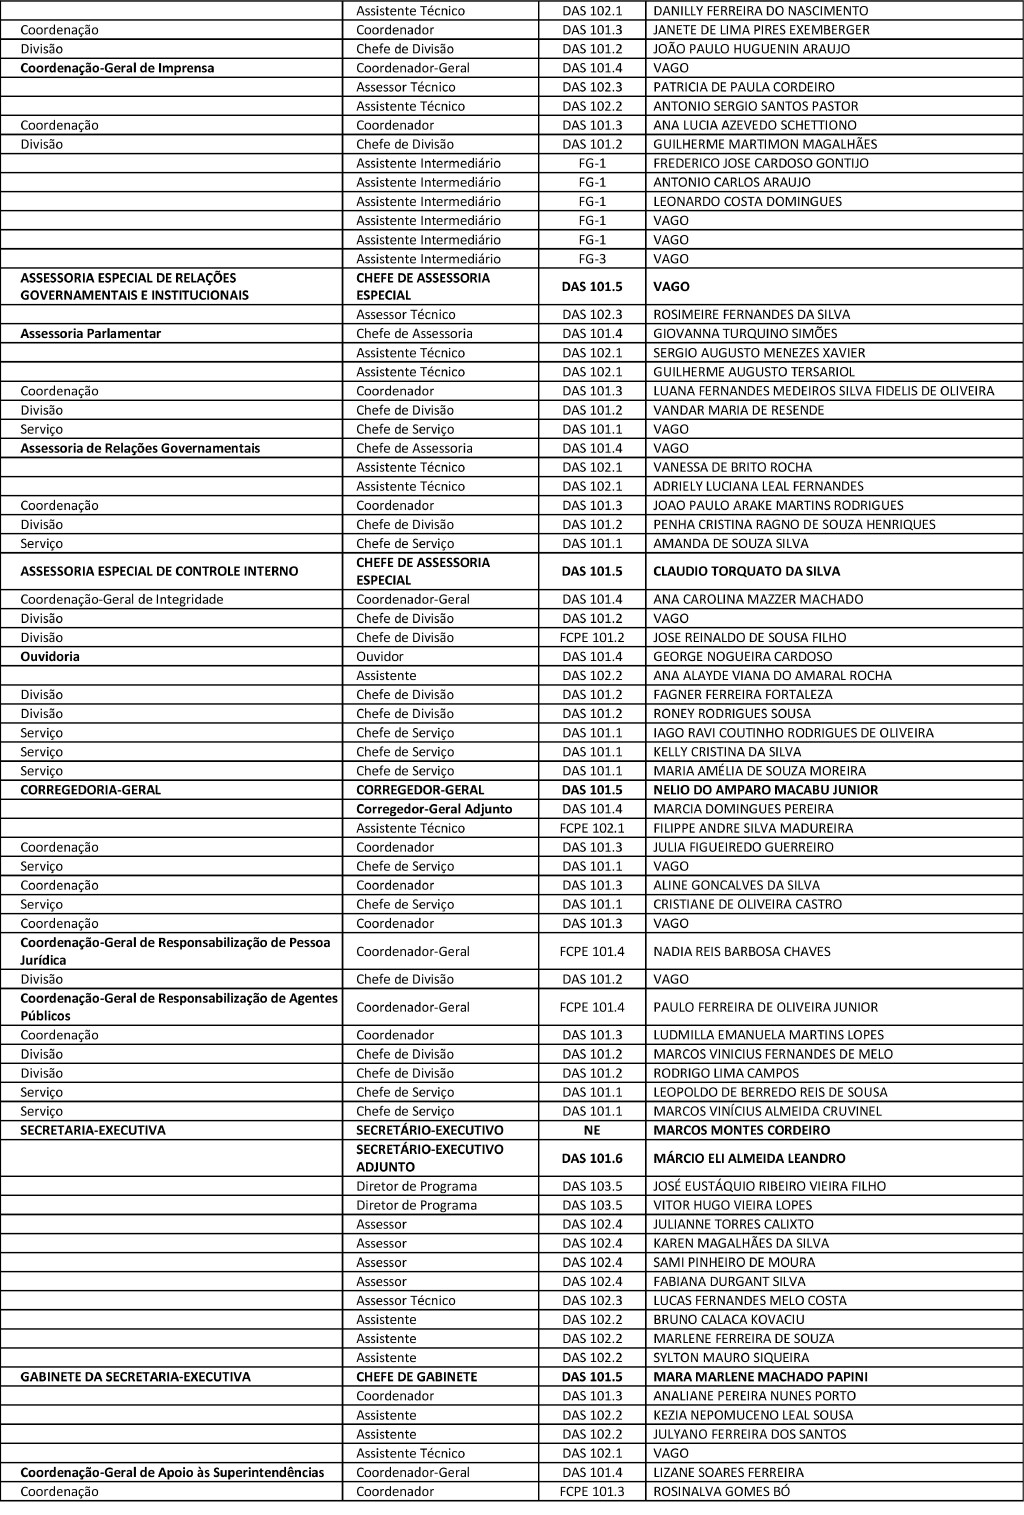 Assistente Técnico DAS 102.1 DANILLY FERREIRA DO NASCIMENTO
Coordenação Coordenador DAS 101.3 JANETE DE LIMA PIRES EXEMBERGER
Divisão Chefe de Divisão DAS 101.2 JOÃO PAULO HUGUENIN ARAUJO
Coordenação-Geral de Imprensa Coordenador-Geral DAS 101.4 VAGO
Assessor Técnico DAS 102.3 PATRICIA DE PAULA CORDEIRO
Assistente Técnico DAS 102.2 ANTONIO SERGIO SANTOS PASTOR
Coordenação Coordenador DAS 101.3 ANA LUCIA AZEVEDO SCHETTIONO
Divisão Chefe de Divisão DAS 101.2 GUILHERME MARTIMON MAGALHÃES
Assistente Intermediário FG-1 FREDERICO JOSE CARDOSO GONTIJO
Assistente Intermediário FG-1 ANTONIO CARLOS ARAUJO
Assistente Intermediário FG-1 LEONARDO COSTA DOMINGUES
Assistente Intermediário FG-1 VAGO
Assistente Intermediário FG-1 VAGO
Assistente Intermediário FG-3 VAGO
ASSESSORIA ESPECIAL DE RELAÇÕES CHEFE DE ASSESSORIA
GOVERNAMENTAIS E INSTITUCIONAIS ESPECIAL DAS 101.5 VAGO
Assessor Técnico DAS 102.3 ROSIMEIRE FERNANDES DA SILVA
Assessoria Parlamentar Chefe de Assessoria DAS 101.4 GIOVANNA TURQUINO SIMÕES
Assistente Técnico DAS 102.1 SERGIO AUGUSTO MENEZES XAVIER
Assistente Técnico DAS 102.1 GUILHERME AUGUSTO TERSARIOL
Coordenação Coordenador DAS 101.3 LUANA FERNANDES MEDEIROS SILVA FIDELIS DE OLIVEIRA
Divisão Chefe de Divisão DAS 101.2 VANDAR MARIA DE RESENDE
Serviço Chefe de Serviço DAS 101.1 VAGO
Assessoria de Relações Governamentais Chefe de Assessoria DAS 101.4 VAGO
Assistente Técnico DAS 102.1 VANESSA DE BRITO ROCHA
Assistente Técnico DAS 102.1 ADRIELY LUCIANA LEAL FERNANDES
Coordenação Coordenador DAS 101.3 JOAO PAULO ARAKE MARTINS RODRIGUES
Divisão Chefe de Divisão DAS 101.2 PENHA CRISTINA RAGNO DE SOUZA HENRIQUES
Serviço Chefe de Serviço DAS 101.1 AMANDA DE SOUZA SILVA
ASSESSORIA ESPECIAL DE CONTROLE INTERNO CHEFE DE ASSESSORIA
ESPECIAL DAS 101.5 CLAUDIO TORQUATO DA SILVA
Coordenação-Geral de Integridade Coordenador-Geral DAS 101.4 ANA CAROLINA MAZZER MACHADO
Divisão Chefe de Divisão DAS 101.2 VAGO
Divisão Chefe de Divisão FCPE 101.2 JOSE REINALDO DE SOUSA FILHO
Ouvidoria Ouvidor DAS 101.4 GEORGE NOGUEIRA CARDOSO
Assistente DAS 102.2 ANA ALAYDE VIANA DO AMARAL ROCHA
Divisão Chefe de Divisão DAS 101.2 FAGNER FERREIRA FORTALEZA
Divisão Chefe de Divisão DAS 101.2 RONEY RODRIGUES SOUSA
Serviço Chefe de Serviço DAS 101.1 IAGO RAVI COUTINHO RODRIGUES DE OLIVEIRA
Serviço Chefe de Serviço DAS 101.1 KELLY CRISTINA DA SILVA
Serviço Chefe de Serviço DAS 101.1 MARIA AMÉLIA DE SOUZA MOREIRA
CORREGEDORIA-GERAL CORREGEDOR-GERAL DAS 101.5 NELIO DO AMPARO MACABU JUNIOR
Corregedor-Geral Adjunto DAS 101.4 MARCIA DOMINGUES PEREIRA
Assistente Técnico FCPE 102.1 FILIPPE ANDRE SILVA MADUREIRA
Coordenação Coordenador DAS 101.3 JULIA FIGUEIREDO GUERREIRO
Serviço Chefe de Serviço DAS 101.1 VAGO
Coordenação Coordenador DAS 101.3 ALINE GONCALVES DA SILVA
Serviço Chefe de Serviço DAS 101.1 CRISTIANE DE OLIVEIRA CASTRO
Coordenação Coordenador DAS 101.3 VAGO
Coordenação-Geral de Responsabilização de Pessoa
Jurídica Coordenador-Geral FCPE 101.4 NADIA REIS BARBOSA CHAVES
Divisão Chefe de Divisão DAS 101.2 VAGO
Coordenação-Geral de Responsabilização de Agentes
Públicos Coordenador-Geral FCPE 101.4 PAULO FERREIRA DE OLIVEIRA JUNIOR
Coordenação Coordenador DAS 101.3 LUDMILLA EMANUELA MARTINS LOPES
Divisão Chefe de Divisão DAS 101.2 MARCOS VINICIUS FERNANDES DE MELO
Divisão Chefe de Divisão DAS 101.2 RODRIGO LIMA CAMPOS
Serviço Chefe de Serviço DAS 101.1 LEOPOLDO DE BERREDO REIS DE SOUSA
Serviço Chefe de Serviço DAS 101.1 MARCOS VINÍCIUS ALMEIDA CRUVINEL
SECRETARIA-EXECUTIVA SECRETÁRIO-EXECUTIVO NE MARCOS MONTES CORDEIRO
SECRETÁRIO-EXECUTIVO
ADJUNTO DAS 101.6 MÁRCIO ELI ALMEIDA LEANDRO
Diretor de Programa DAS 103.5 JOSÉ EUSTÁQUIO RIBEIRO VIEIRA FILHO
Diretor de Programa DAS 103.5 VITOR HUGO VIEIRA LOPES
Assessor DAS 102.4 JULIANNE TORRES CALIXTO
Assessor DAS 102.4 KAREN MAGALHÃES DA SILVA
Assessor DAS 102.4 SAMI PINHEIRO DE MOURA
Assessor DAS 102.4 FABIANA DURGANT SILVA
Assessor Técnico DAS 102.3 LUCAS FERNANDES MELO COSTA
Assistente DAS 102.2 BRUNO CALACA KOVACIU
Assistente DAS 102.2 MARLENE FERREIRA DE SOUZA
Assistente DAS 102.2 SYLTON MAURO SIQUEIRA
GABINETE DA SECRETARIA-EXECUTIVA CHEFE DE GABINETE DAS 101.5 MARA MARLENE MACHADO PAPINI
Coordenador DAS 101.3 ANALIANE PEREIRA NUNES PORTO
Assistente DAS 102.2 KEZIA NEPOMUCENO LEAL SOUSA
Assistente DAS 102.2 JULYANO FERREIRA DOS SANTOS
Assistente Técnico DAS 102.1 VAGO
Coordenação-Geral de Apoio às Superintendências Coordenador-Geral DAS 101.4 LIZANE SOARES FERREIRA
Coordenação Coordenador FCPE 101.3 ROSINALVA GOMES BÓ